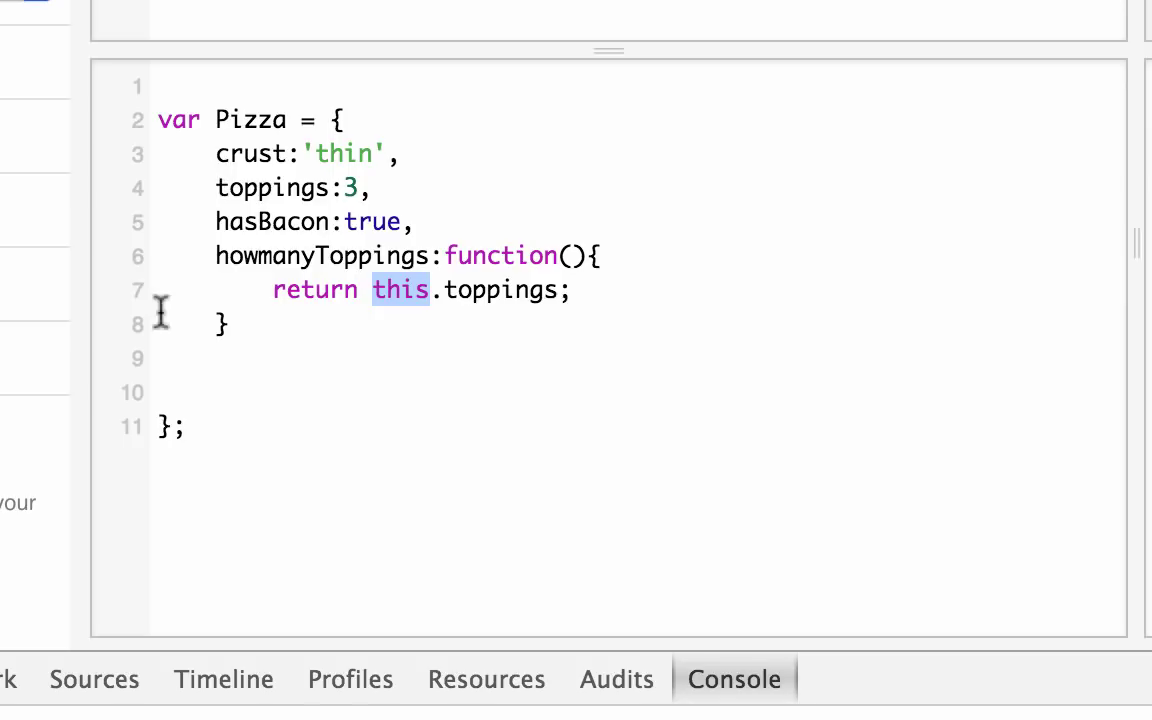 1
2 var Pizza = {
3 crust:'thin',
4 toppings:3,
5 hasBacon:true,
6 howmanyToppings:function(){
7 return this.toppings;
8 }
9
10
11 };
your
rk Sources Timeline Profiles Resources Audits Console